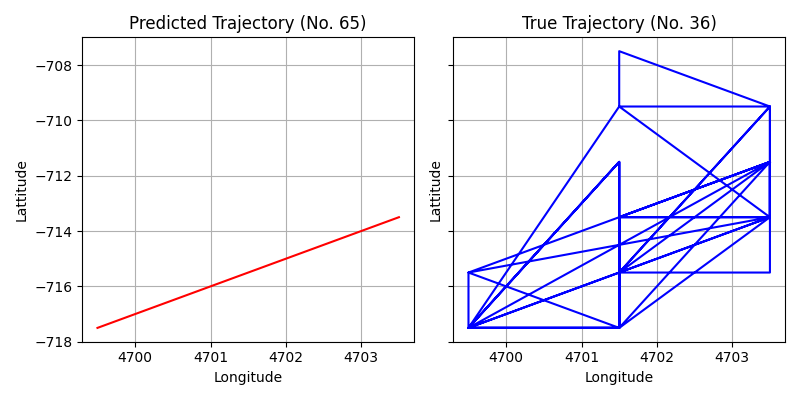 Predicted Trajectory (No. 65)
True Trajectory (No. 36)
−708
−710
−712
−714
−716
−718
Lattitude
Lattitude
4700
4701
4702
4703
4700
4701
4702
4703
Longitude
Longitude